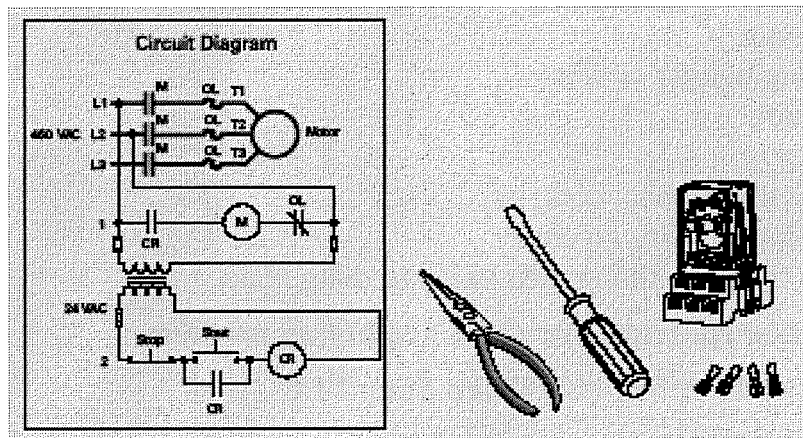 Circuit Diagram
M OL T1
L1
M OL T2
VAC L2 Motor
M OL T3
L3
OL
1 M
CR
24 VAC
Stop Start
2 CR
CR